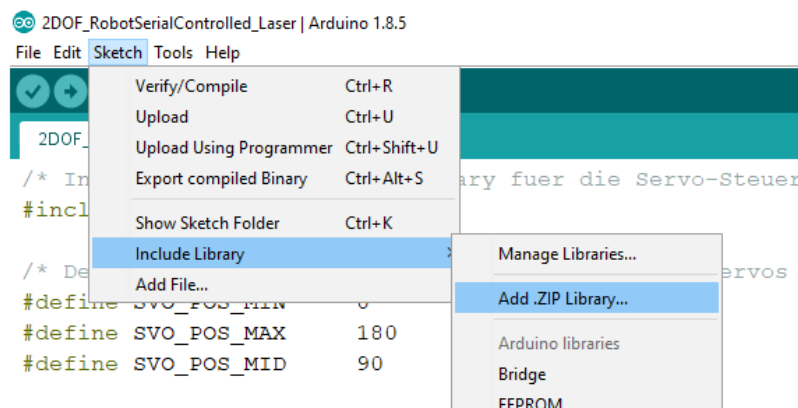 2DOF_RobotSerialControlled_Laser | Arduino 1.8.5
File Edit Sketch Tools Help
Verify/Compile Ctrl+R
Upload Ctrl+U
2DOF_
Upload Using Programmer Ctrl+Shift+U
/* In
Export compiled Binary Ctrl+Alt+S
ary fuer die Servo-Steuer
#incl
Show Sketch Folder Ctrl+K
Include Library
Manage Libraries...
/* De
Add File...
ervos
Add .ZIP Library...
#define SVO_POS_MIN 0
#define SVO_POS_MAX 180
Arduino libraries
#define SVO_POS_MID 90
Bridge
EEPROM